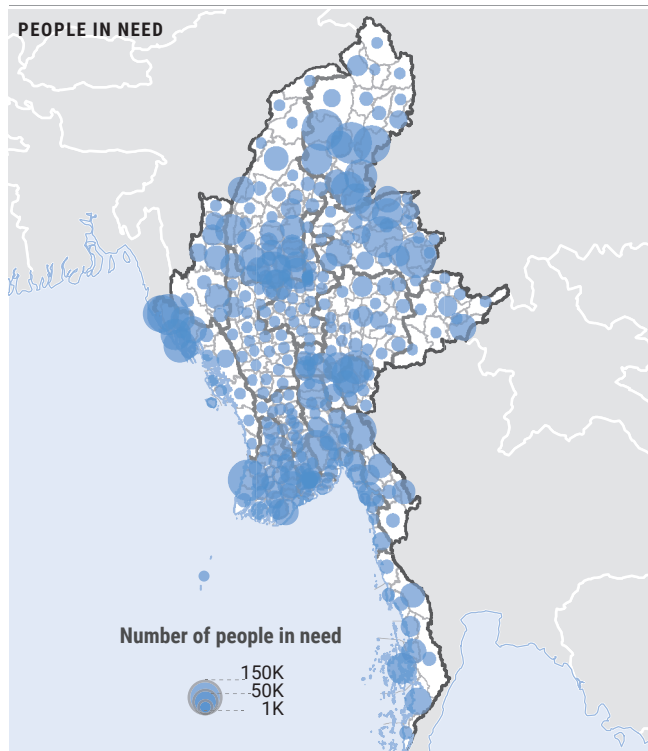 PEOPLE IN NEED
Number of people in need
150K
50K
1K